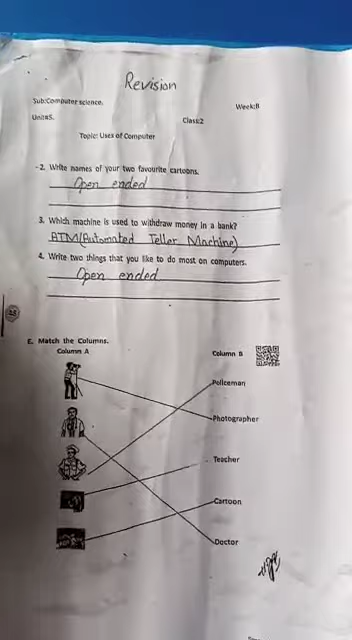 Revision
Sub:Computer science.
Week:8
Unit#5.
Class:2
Topic: Uses of Computer
2. Write names of your two favourite cartoons.
Open ended
3. Which machine is used to withdraw money in a bank?
ATM(Automated Teller Machine)
4. Write two things that you like to do most on computers.
Open ended
E. Match the Columns.
Column A
Column B
Policeman
Photographer
Teacher
Cartoon
Doctor